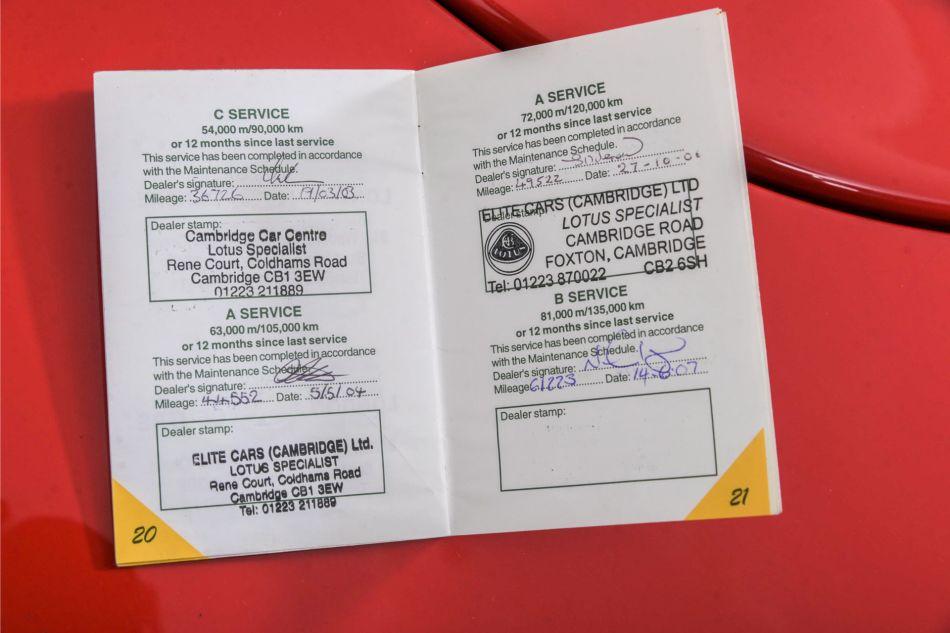 C SERVICE
54,000 m/90,000 km
or 12 months since last service
This service has been completed in accordance
with the Maintenance Schedule.
Dealer's signature:
Mileage: 36726 Date: 19/03/03
Dealer stamp:
Cambridge Car Centre
Lotus Specialist
Rene Court, Coldhams Road
Cambridge CB1 3EW
01223 211889
A SERVICE
63,000 m/105,000 km
or 12 months since last service
This service has been completed in accordance
with the Maintenance Schedule.
Dealer's signature:
Mileage: 44552 Date: 5/5/04
Dealer stamp:
ELITE CARS (CAMBRIDGE) Ltd.
LOTUS SPECIALIST
Rene Court, Coldhams Road
Cambridge CB1 3EW
Tel: 01223 211889
20
A SERVICE
72,000 m/120,000 km
or 12 months since last service
This service has been completed in accordance
with the Maintenance Schedule.
Dealer's signature:
Mileage: 49522 Date: 27-10-06
Dealer stamp:
ELITE CARS (CAMBRIDGE) LTD
LOTUS SPECIALIST
CAMBRIDGE ROAD
FOXTON, CAMBRIDGE
CB2 6SH
Tel: 01223 870022
LOTUS
B SERVICE
81,000 m/135,000 km
or 12 months since last service
This service has been completed in accordance
with the Maintenance Schedule.
Dealer's signature:
Mileage 61223 Date:
Dealer stamp:
21